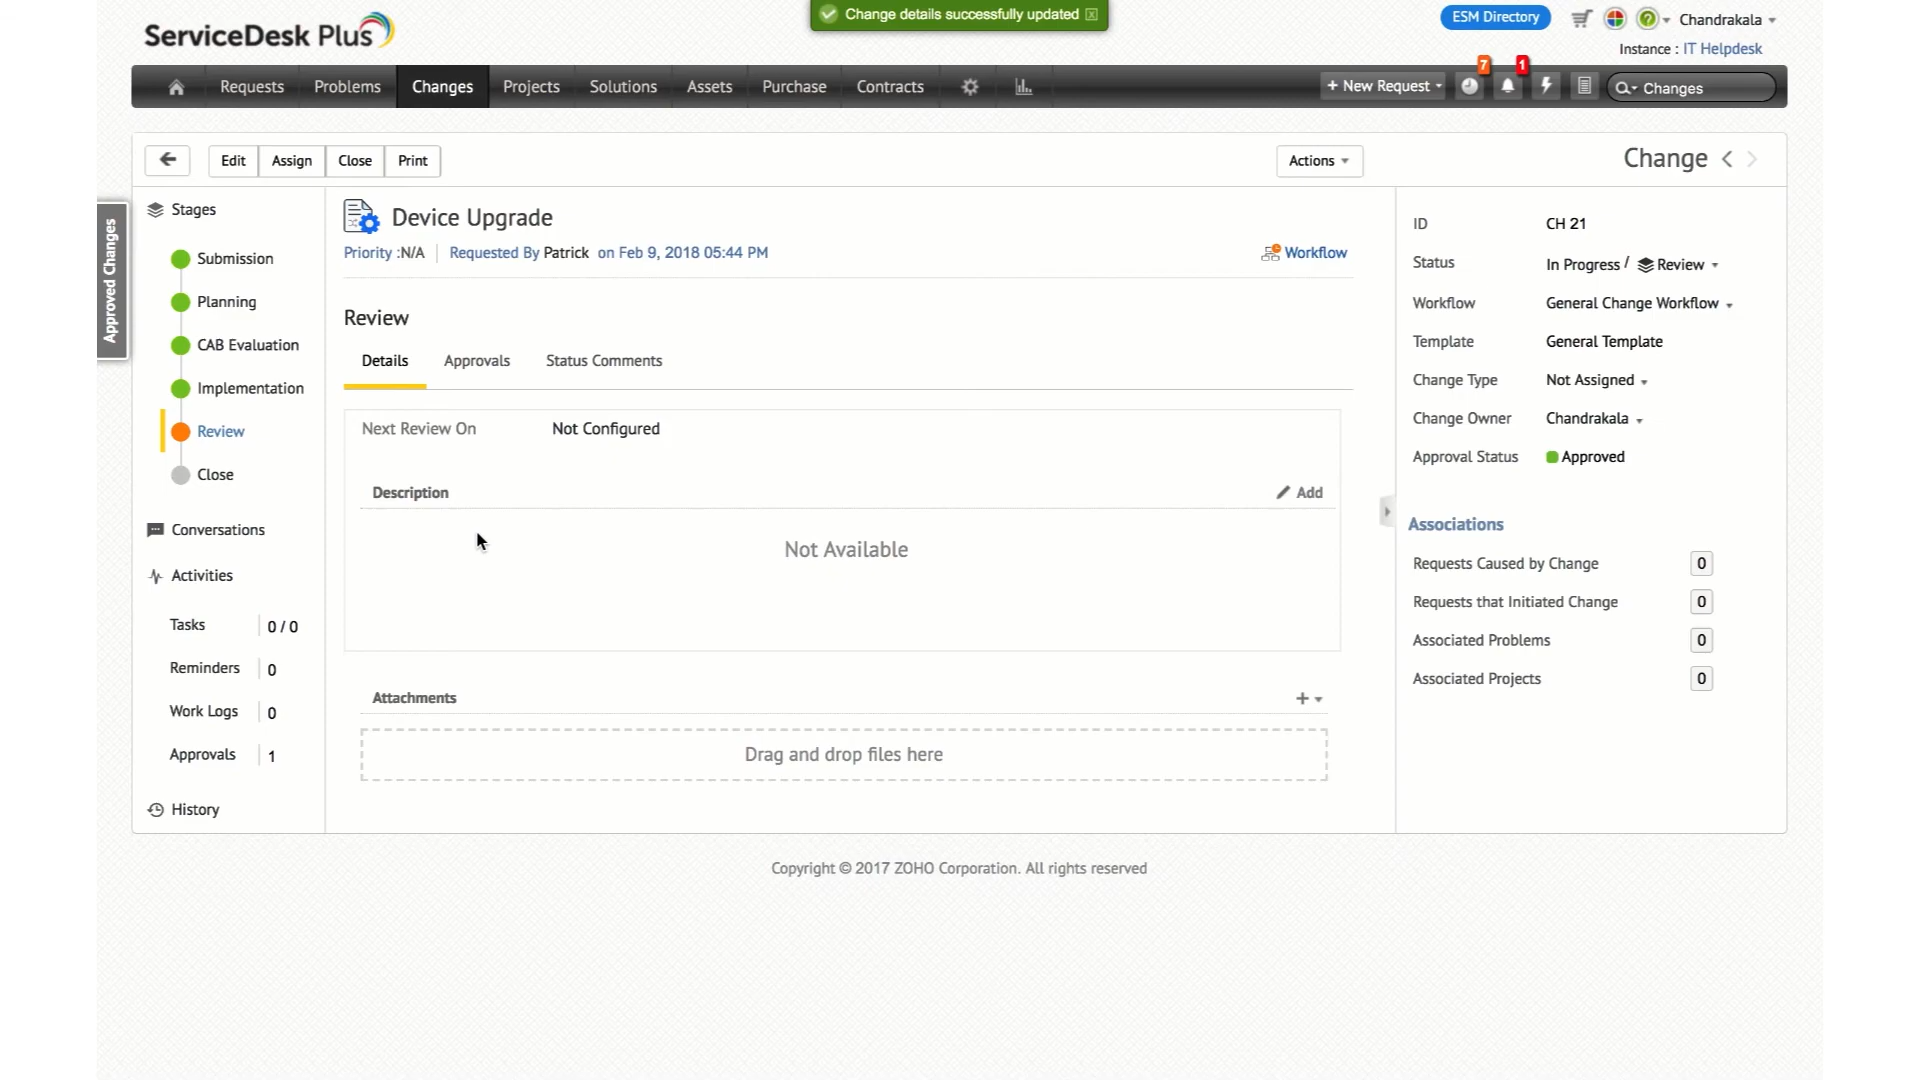 Change details successfully updated
ServiceDesk Plus
ESM Directory
Chandrakala
Instance : IT Helpdesk
Requests Problems Changes Projects Solutions Assets Purchase Contracts
+ New Request
7
1
Changes
Edit Assign Close Print
Actions
Change
Approved Changes
Stages
Submission
Planning
CAB Evaluation
Implementation
Review
Close
Conversations
Activities
Tasks 0 / 0
Reminders 0
Work Logs 0
Approvals 1
History
Device Upgrade
Priority :N/A Requested By Patrick on Feb 9, 2018 05:44 PM
Workflow
Review
Details Approvals Status Comments
Next Review On Not Configured
Description
Add
Not Available
Attachments
Drag and drop files here
ID CH 21
Status In Progress / Review
Workflow General Change Workflow
Template General Template
Change Type Not Assigned
Change Owner Chandrakala
Approval Status Approved
Associations
Requests Caused by Change 0
Requests that Initiated Change 0
Associated Problems 0
Associated Projects 0
Copyright © 2017 ZOHO Corporation. All rights reserved